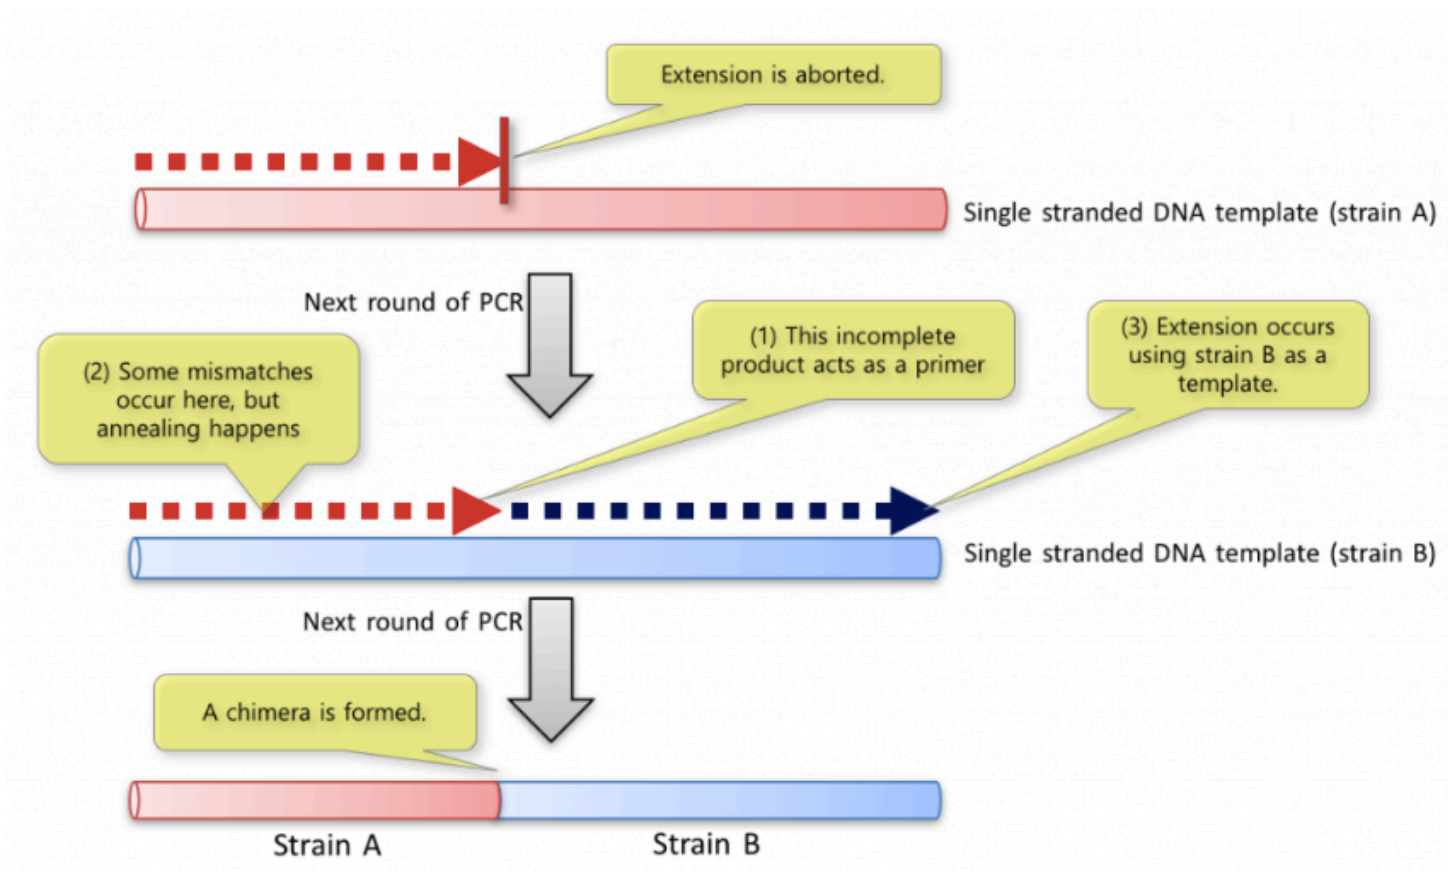 Extension is aborted.
Single stranded DNA template (strain A)
Next round of PCR
(1) This incomplete
product acts as a primer
(3) Extension occurs
using strain B as a
template.
(2) Some mismatches
occur here, but
annealing happens
Single stranded DNA template (strain B)
Next round of PCR
A chimera is formed.
Strain A
Strain B